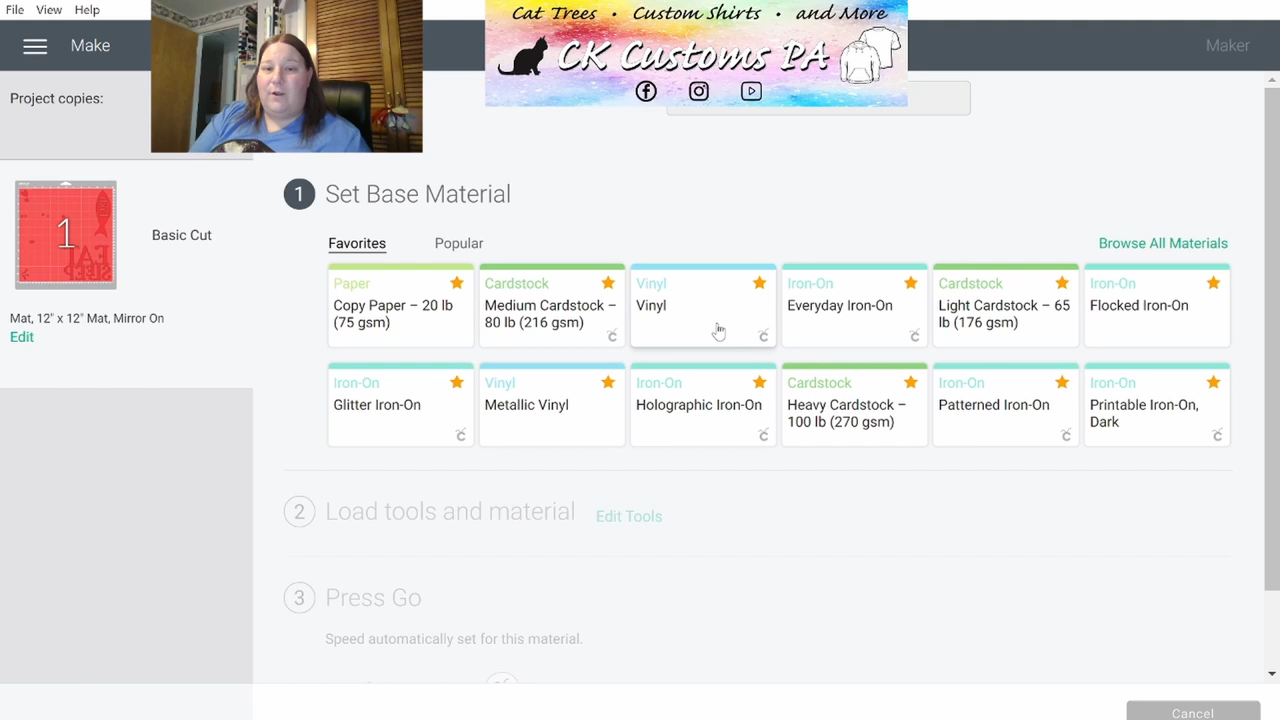 File View Help
Make
Maker
Cat Trees • Custom Shirts • and More
CK Customs PA
Project copies:
1
EAT
SLEEP
Basic Cut
Mat, 12" x 12" Mat, Mirror On
Edit
1 Set Base Material
Favorites Popular Browse All Materials
Paper
Copy Paper – 20 lb
(75 gsm)
Cardstock
Medium Cardstock –
80 lb (216 gsm)
Vinyl
Vinyl
Iron-On
Everyday Iron-On
Cardstock
Light Cardstock – 65
lb (176 gsm)
Iron-On
Flocked Iron-On
Iron-On
Glitter Iron-On
Vinyl
Metallic Vinyl
Iron-On
Holographic Iron-On
Cardstock
Heavy Cardstock –
100 lb (270 gsm)
Iron-On
Patterned Iron-On
Iron-On
Printable Iron-On,
Dark
2 Load tools and material Edit Tools
3 Press Go
Speed automatically set for this material.
Cancel